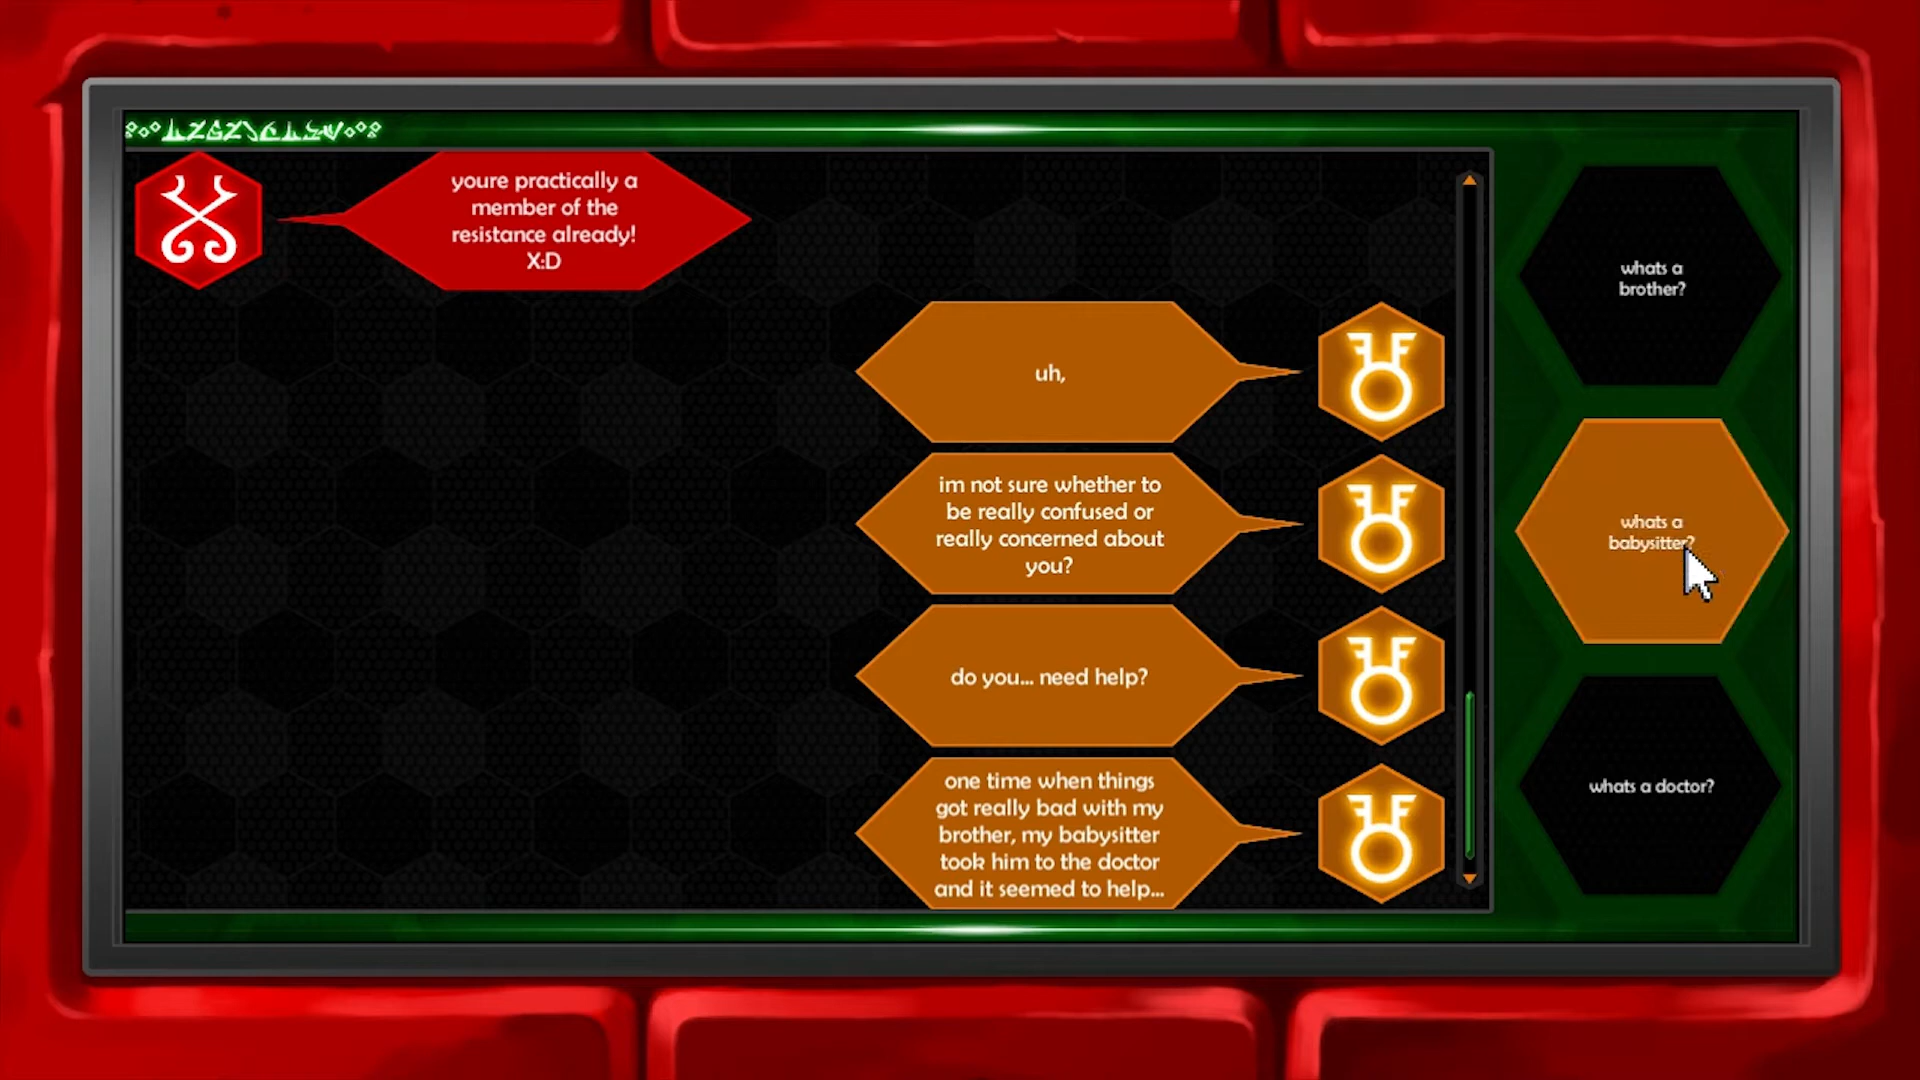 youre practically a
member of the
resistance already!
X:D
uh,
im not sure whether to
be really confused or
really concerned about
you?
do you... need help?
one time when things
got really bad with my
brother, my babysitter
took him to the doctor
and it seemed to help...
whats a
brother?
whats a
babysitter?
whats a doctor?